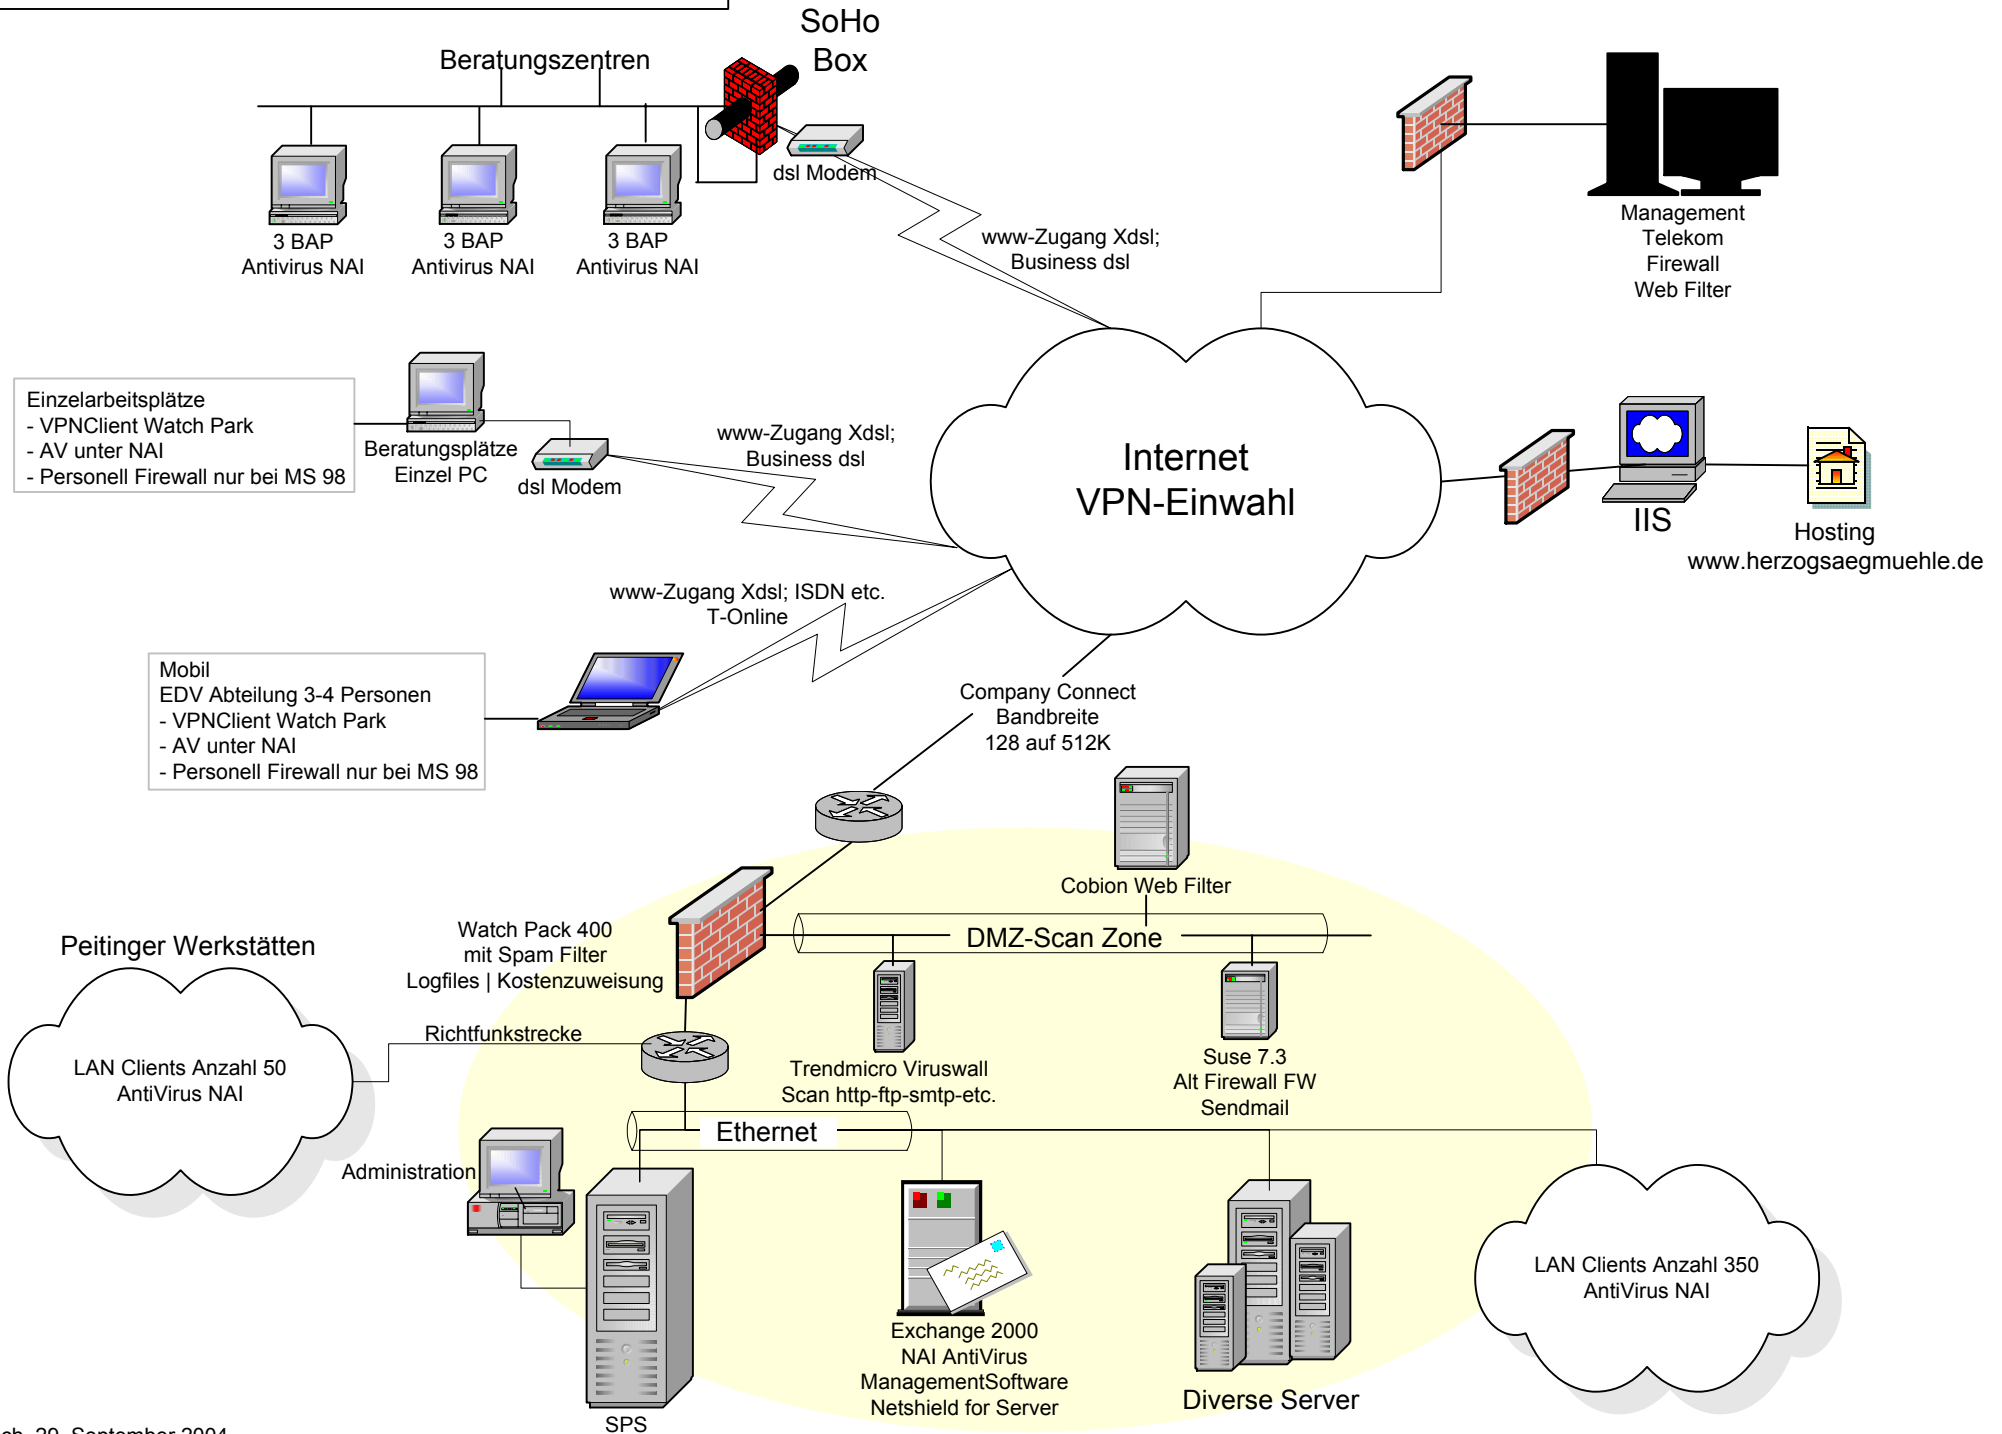 SoHo
Box
Beratungszentren
dsl Modem
3 BAP
Antivirus NAI
3 BAP
Antivirus NAI
3 BAP
Antivirus NAI
www-Zugang Xdsl;
Business dsl
Management
Telekom
Firewall
Web Filter
Einzelarbeitsplätze
- VPNClient Watch Park
- AV unter NAI
- Personell Firewall nur bei MS 98
Beratungsplätze
Einzel PC
dsl Modem
www-Zugang Xdsl;
Business dsl
Internet
VPN-Einwahl
IIS
Hosting
www.herzogsaegmuehle.de
www-Zugang Xdsl; ISDN etc.
T-Online
Mobil
EDV Abteilung 3-4 Personen
- VPNClient Watch Park
- AV unter NAI
- Personell Firewall nur bei MS 98
Company Connect
Bandbreite
128 auf 512K
Cobion Web Filter
Watch Pack 400
mit Spam Filter
Logfiles | Kostenzuweisung
DMZ-Scan Zone
Peitinger Werkstätten
Richtfunkstrecke
LAN Clients Anzahl 50
AntiVirus NAI
Trendmicro Viruswall
Scan http-ftp-smtp-etc.
Suse 7.3
Alt Firewall FW
Sendmail
Ethernet
Administration
LAN Clients Anzahl 350
AntiVirus NAI
Exchange 2000
NAI AntiVirus
ManagementSoftware
Netshield for Server
Diverse Server
SPS
29. September 2004